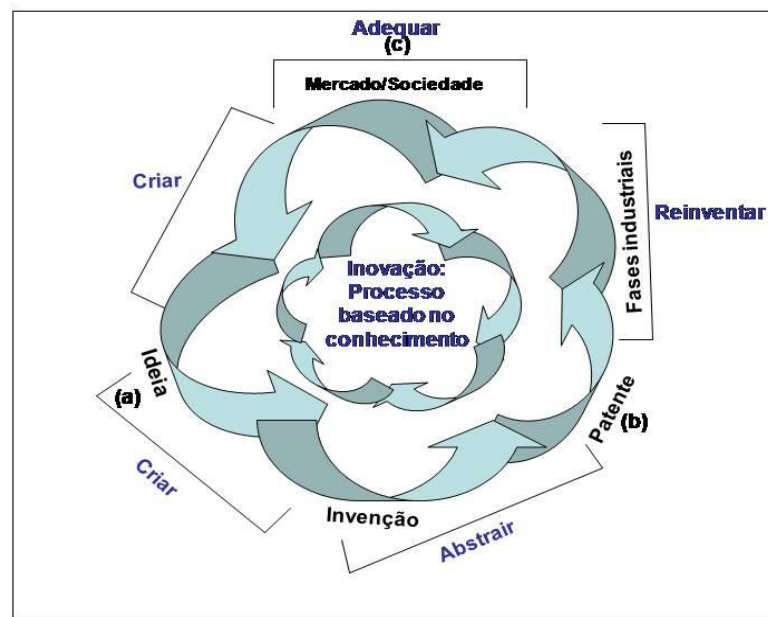 Adequar
(c)
Mercado/Sociedade
Criar
Fases industriais
Reinventar
Inovação:
Processo
baseado no
conhecimento
Ideia
(a)
Patente
(b)
Criar
Invenção
Abstrair